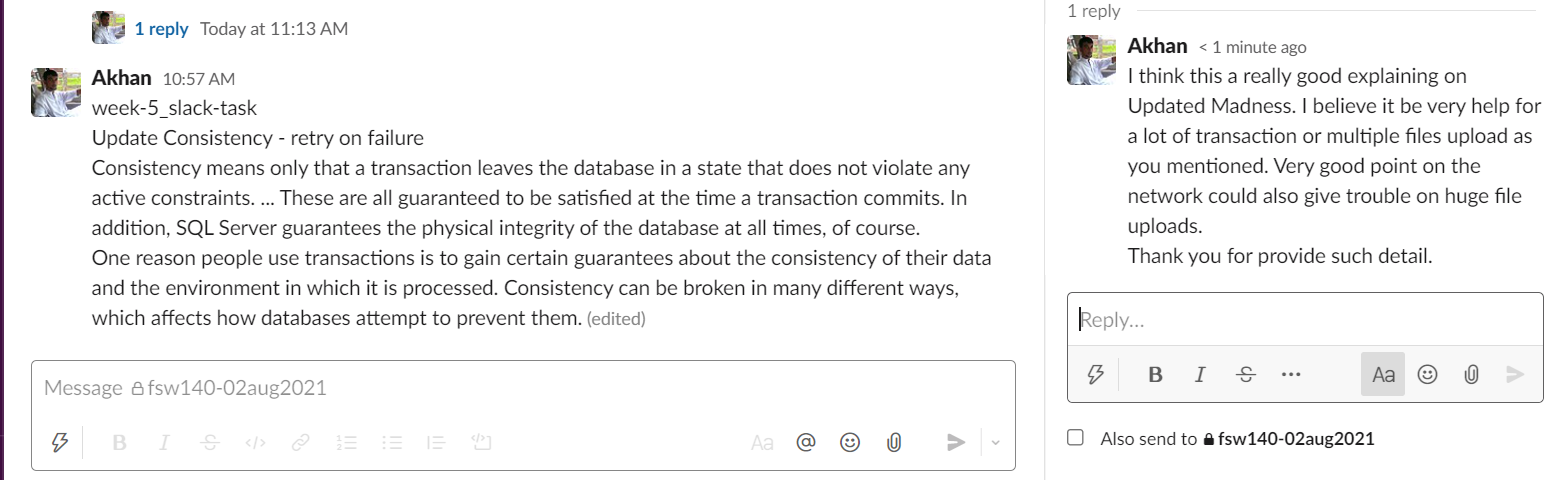 1 reply Today at 11:13 AM
Akhan 10:57 AM
week-5_slack-task
Update Consistency - retry on failure
Consistency means only that a transaction leaves the database in a state that does not violate any
active constraints. ... These are all guaranteed to be satisfied at the time a transaction commits. In
addition, SQL Server guarantees the physical integrity of the database at all times, of course.
One reason people use transactions is to gain certain guarantees about the consistency of their data
and the environment in which it is processed. Consistency can be broken in many different ways,
which affects how databases attempt to prevent them. (edited)
Message fsw140-02aug2021
B I S </> Aa @
1 reply
Akhan < 1 minute ago
I think this a really good explaining on
Updated Madness. I believe it be very help for
a lot of transaction or multiple files upload as
you mentioned. Very good point on the
network could also give trouble on huge file
uploads.
Thank you for provide such detail.
Reply...
B I S ... Aa
Also send to fsw140-02aug2021